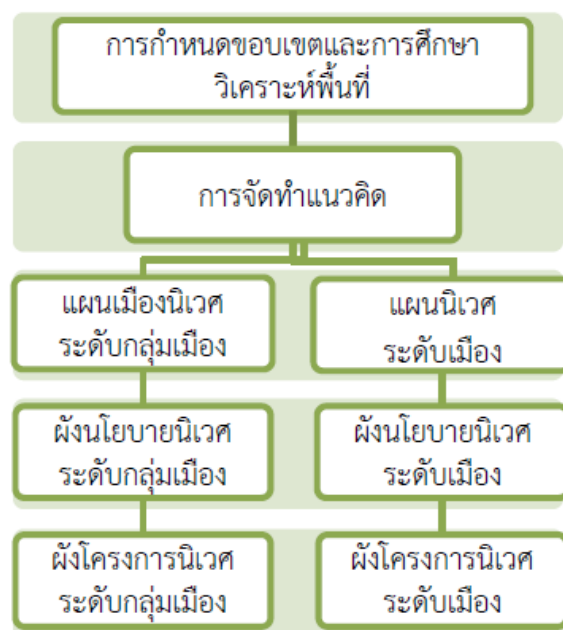 การกำหนดขอบเขตและการศึกษา
วิเคราะห์พื้นที่
การจัดทำแนวคิด
แผนเมืองนิเวศ
ระดับกลุ่มเมือง
แผนนิเวศ
ระดับเมือง
ผังนโยบายนิเวศ
ระดับกลุ่มเมือง
ผังนโยบายนิเวศ
ระดับเมือง
ผังโครงการนิเวศ
ระดับกลุ่มเมือง
ผังโครงการนิเวศ
ระดับเมือง